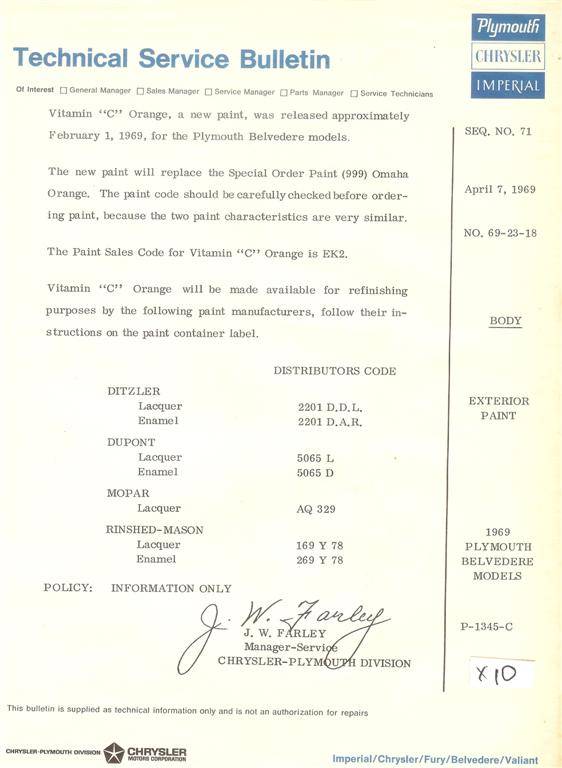 Plymouth
CHRYSLER
IMPERIAL
Technical Service Bulletin
Of Interest General Manager Sales Manager Service Manager Parts Manager Service Technicians
Vitamin "C" Orange, a new paint, was released approximately
February 1, 1969, for the Plymouth Belvedere models.
The new paint will replace the Special Order Paint (999) Omaha
Orange. The paint code should be carefully checked before order-
ing paint, because the two paint characteristics are very similar.
The Paint Sales Code for Vitamin "C" Orange is EK2.
Vitamin "C" Orange will be made available for refinishing
purposes by the following paint manufacturers, follow their in-
structions on the paint container label.
DISTRIBUTORS CODE
DITZLER
Lacquer 2201 D.D.L.
Enamel 2201 D.A.R.
DUPONT
Lacquer 5065 L
Enamel 5065 D
MOPAR
Lacquer AQ 329
RINSHED-MASON
Lacquer 169 Y 78
Enamel 269 Y 78
POLICY: INFORMATION ONLY
J. W. Farley
J. W. FARLEY
Manager-Service
CHRYSLER-PLYMOUTH DIVISION
SEQ. NO. 71
April 7, 1969
NO. 69-23-18
BODY
EXTERIOR
PAINT
1969
PLYMOUTH
BELVEDERE
MODELS
P-1345-C
X10
This bulletin is supplied as technical information only and is not an authorization for repairs
CHRYSLER-PLYMOUTH DIVISION CHRYSLER
MOTORS CORPORATION
Imperial/Chrysler/Fury/Belvedere/Valiant